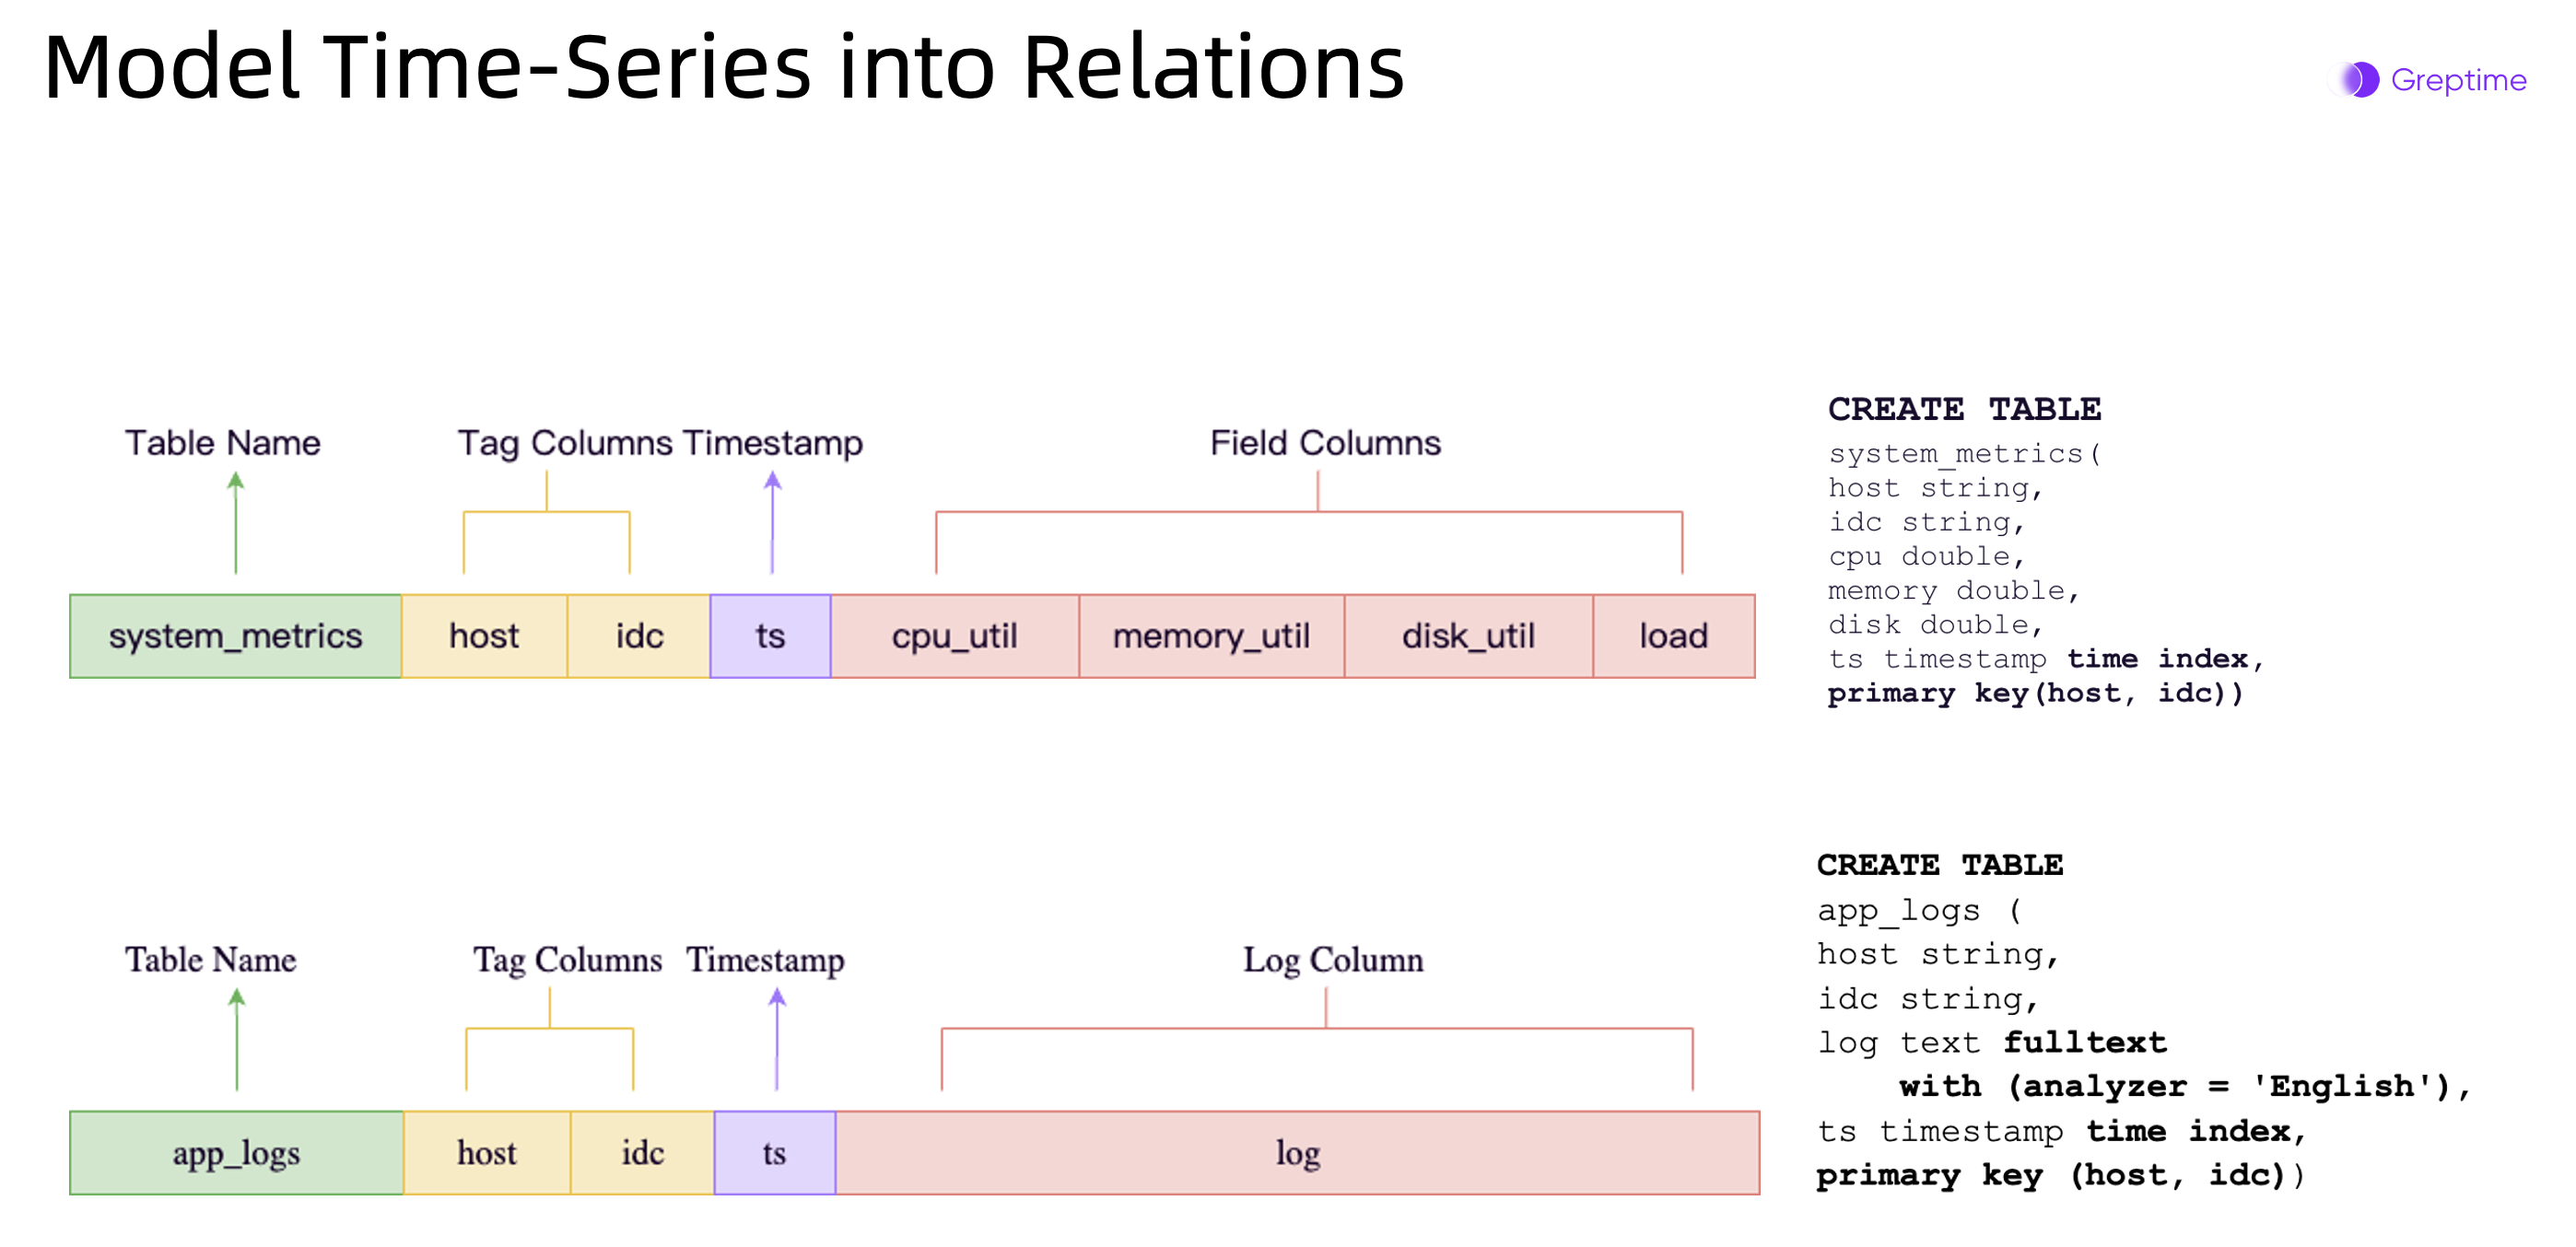 Model Time-Series into Relations
Greptime
Table Name
Tag Columns
Timestamp
Field Columns
system_metrics
host
idc
ts
cpu_util
memory_util
disk_util
load
CREATE TABLE
system_metrics(
host string,
idc string,
cpu double,
memory double,
disk double,
ts timestamp time index,
primary key(host, idc))
Table Name
Tag Columns
Timestamp
Log Column
app_logs
host
idc
ts
log
CREATE TABLE
app_logs (
host string,
idc string,
log text fulltext
with (analyzer = 'English'),
ts timestamp time index,
primary key (host, idc))